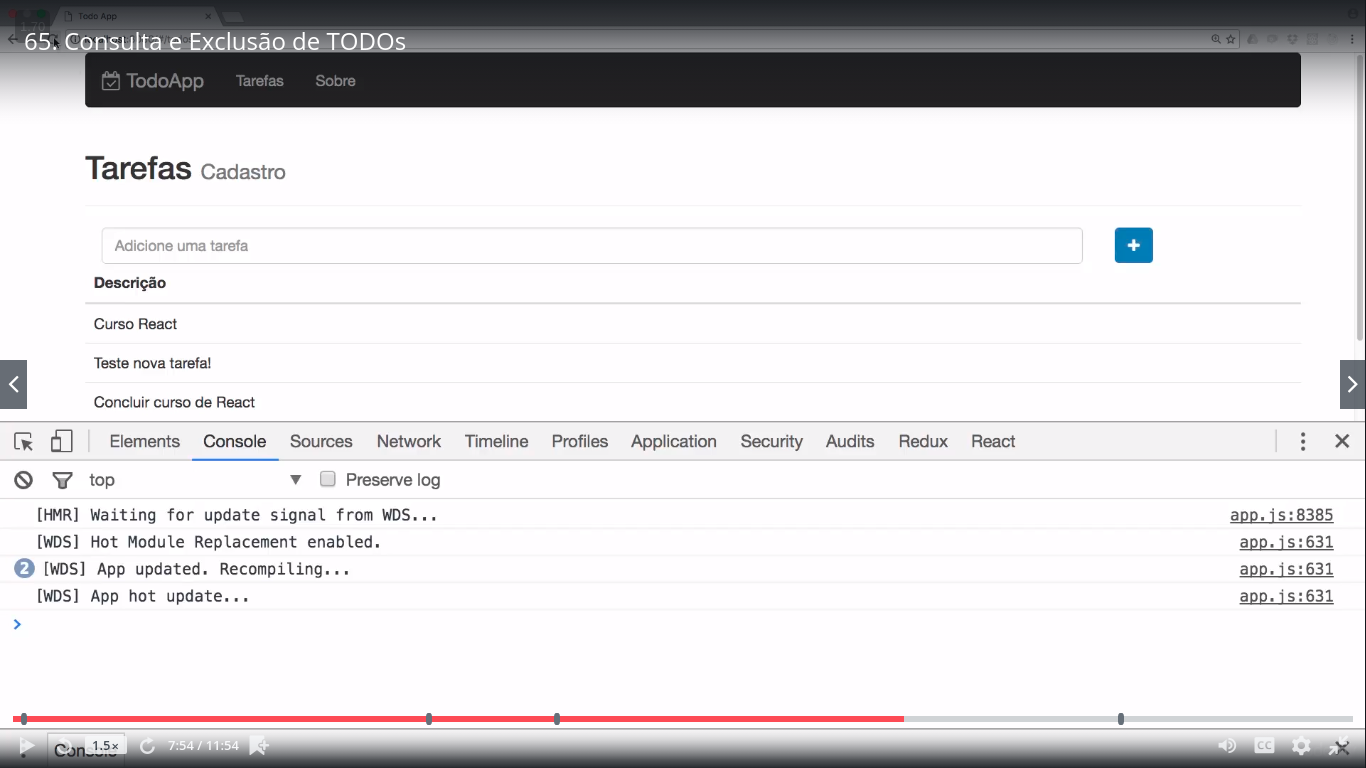 Todo App
1.70
65. Consulta e Exclusão de TODOs
TodoApp Tarefas Sobre
Tarefas Cadastro
Adicione uma tarefa
Descrição
Curso React
Teste nova tarefa!
Concluir curso de React
Elements Console Sources Network Timeline Profiles Application Security Audits Redux React
top Preserve log
[HMR] Waiting for update signal from WDS... app.js:8385
[WDS] Hot Module Replacement enabled. app.js:631
2 [WDS] App updated. Recompiling... app.js:631
[WDS] App hot update... app.js:631
Console
1.5x 7:54 / 11:54 CC